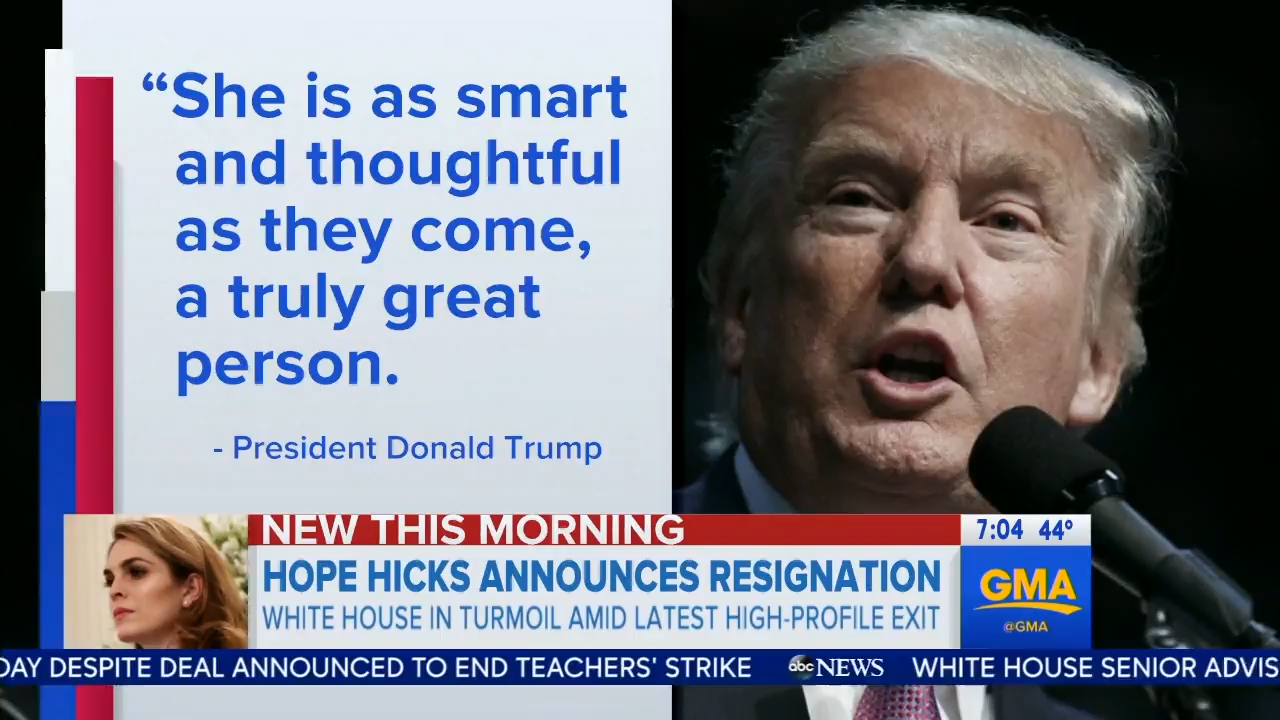 “She is as smart
and thoughtful
as they come,
a truly great
person.
- President Donald Trump
NEW THIS MORNING
7:04 44°
HOPE HICKS ANNOUNCES RESIGNATION
WHITE HOUSE IN TURMOIL AMID LATEST HIGH-PROFILE EXIT
GMA
@GMA
DAY DESPITE DEAL ANNOUNCED TO END TEACHERS' STRIKE abc NEWS WHITE HOUSE SENIOR ADVIS